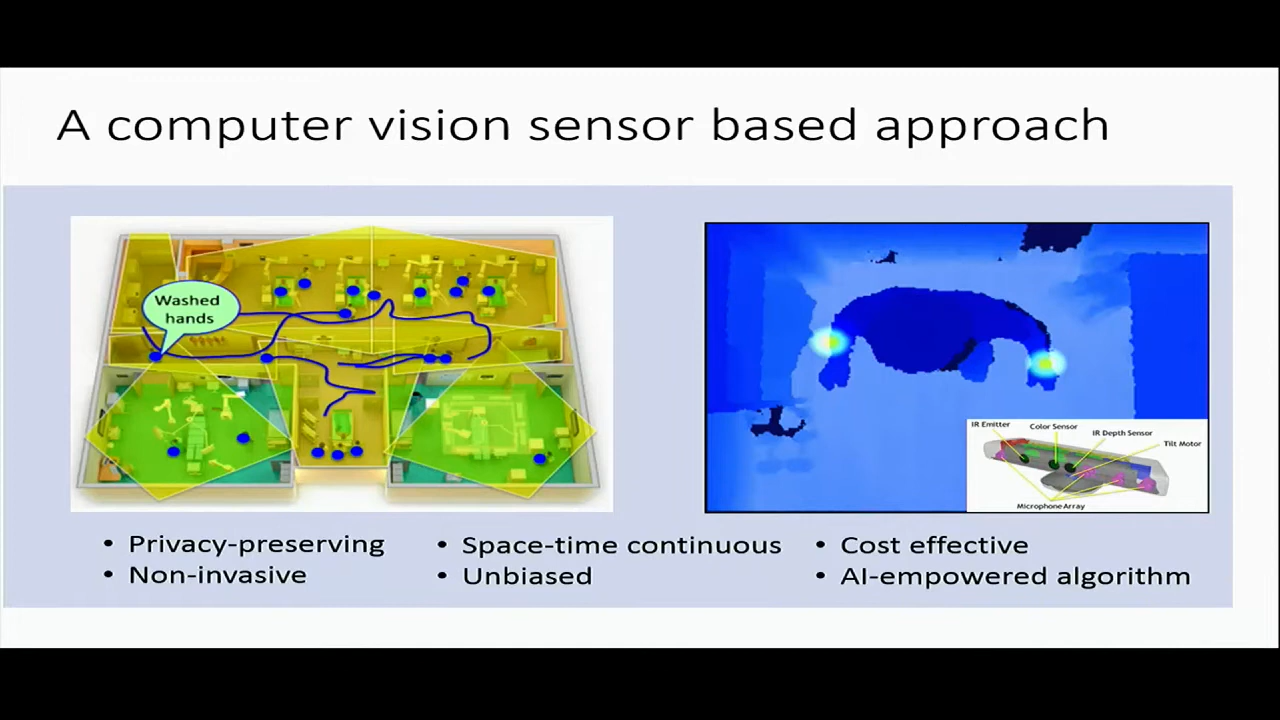 A computer vision sensor based approach
Washed
hands
IR Emitter
Color Sensor
IR Depth Sensor
Tilt Motor
Microphone Array
• Privacy-preserving
• Non-invasive
• Space-time continuous
• Unbiased
• Cost effective
• AI-empowered algorithm